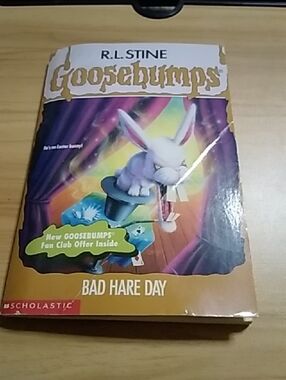 R.L. STINE
Goosebumps
He's no Easter Bunny!
New GOOSEBUMPS®
Fan Club Offer Inside
SCHOLASTIC
BAD HARE DAY